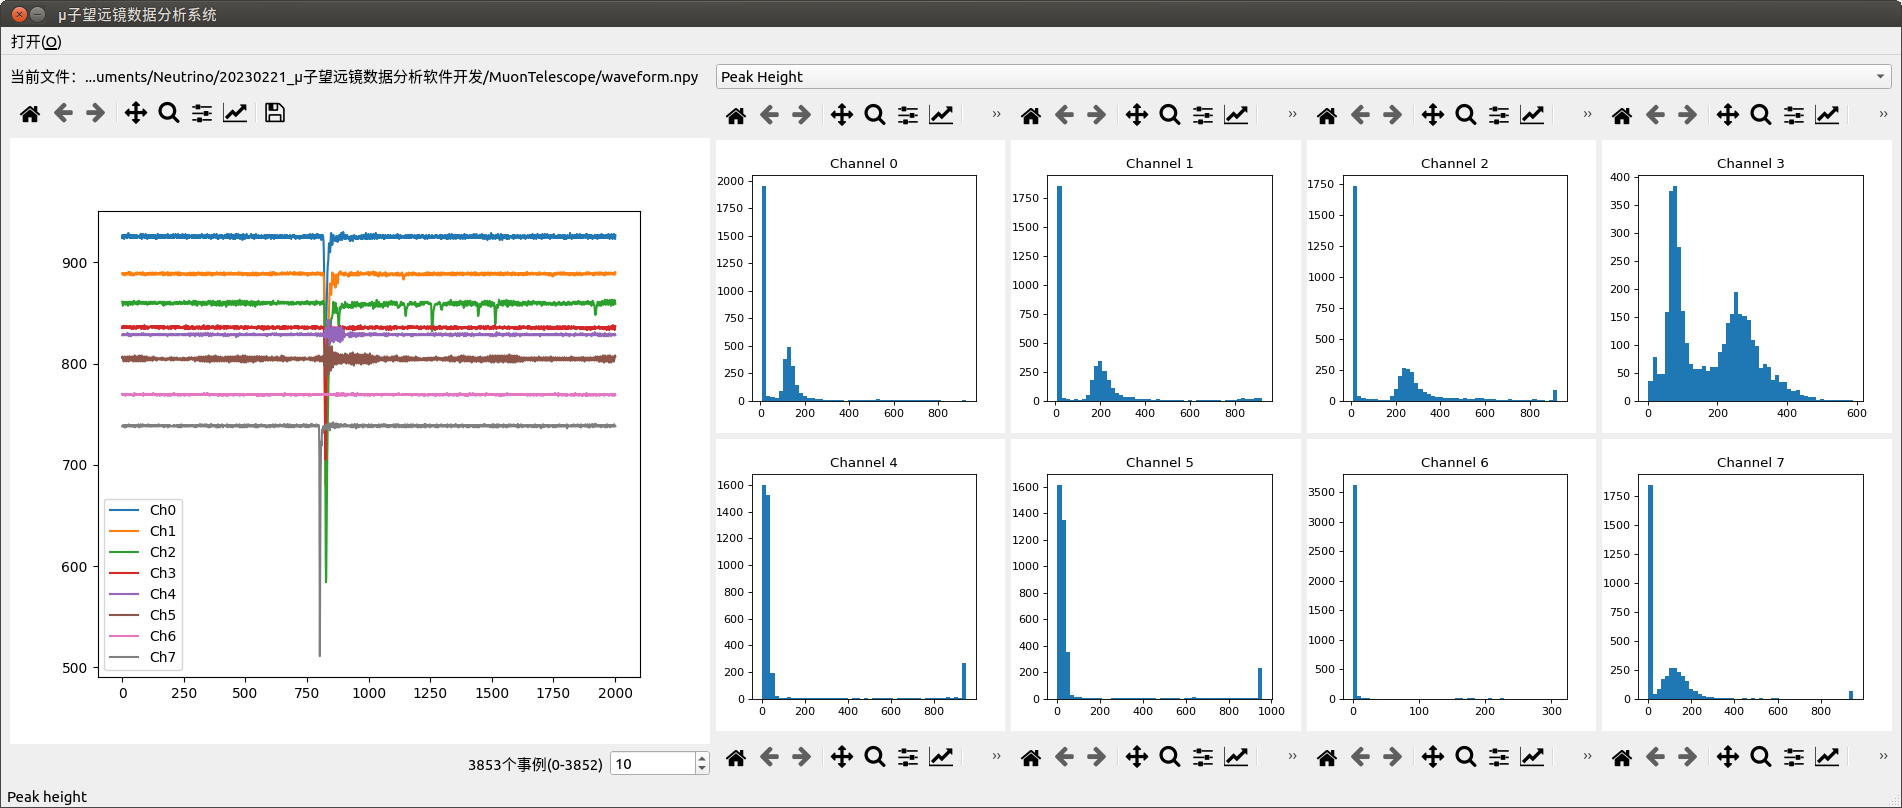 μ子望远镜数据分析系统
打开(O)
当前文件：...uments/Neutrino/20230221_μ子望远镜数据分析软件开发/MuonTelescope/waveform.npy
Peak Height
900
800
700
600
500
0 250 500 750 1000 1250 1500 1750 2000
Ch0
Ch1
Ch2
Ch3
Ch4
Ch5
Ch6
Ch7
Channel 0
2000
1750
1500
1250
1000
750
500
250
0
0 200 400 600 800
Channel 1
1750
1500
1250
1000
750
500
250
0
0 200 400 600 800
Channel 2
1750
1500
1250
1000
750
500
250
0
0 200 400 600 800
Channel 3
400
350
300
250
200
150
100
50
0
0 200 400 600
Channel 4
1600
1400
1200
1000
800
600
400
200
0
0 200 400 600 800
Channel 5
1600
1400
1200
1000
800
600
400
200
0
0 200 400 600 800 1000
Channel 6
3500
3000
2500
2000
1500
1000
500
0
0 100 200 300
Channel 7
1750
1500
1250
1000
750
500
250
0
0 200 400 600 800
3853个事例(0-3852) 10
Peak height